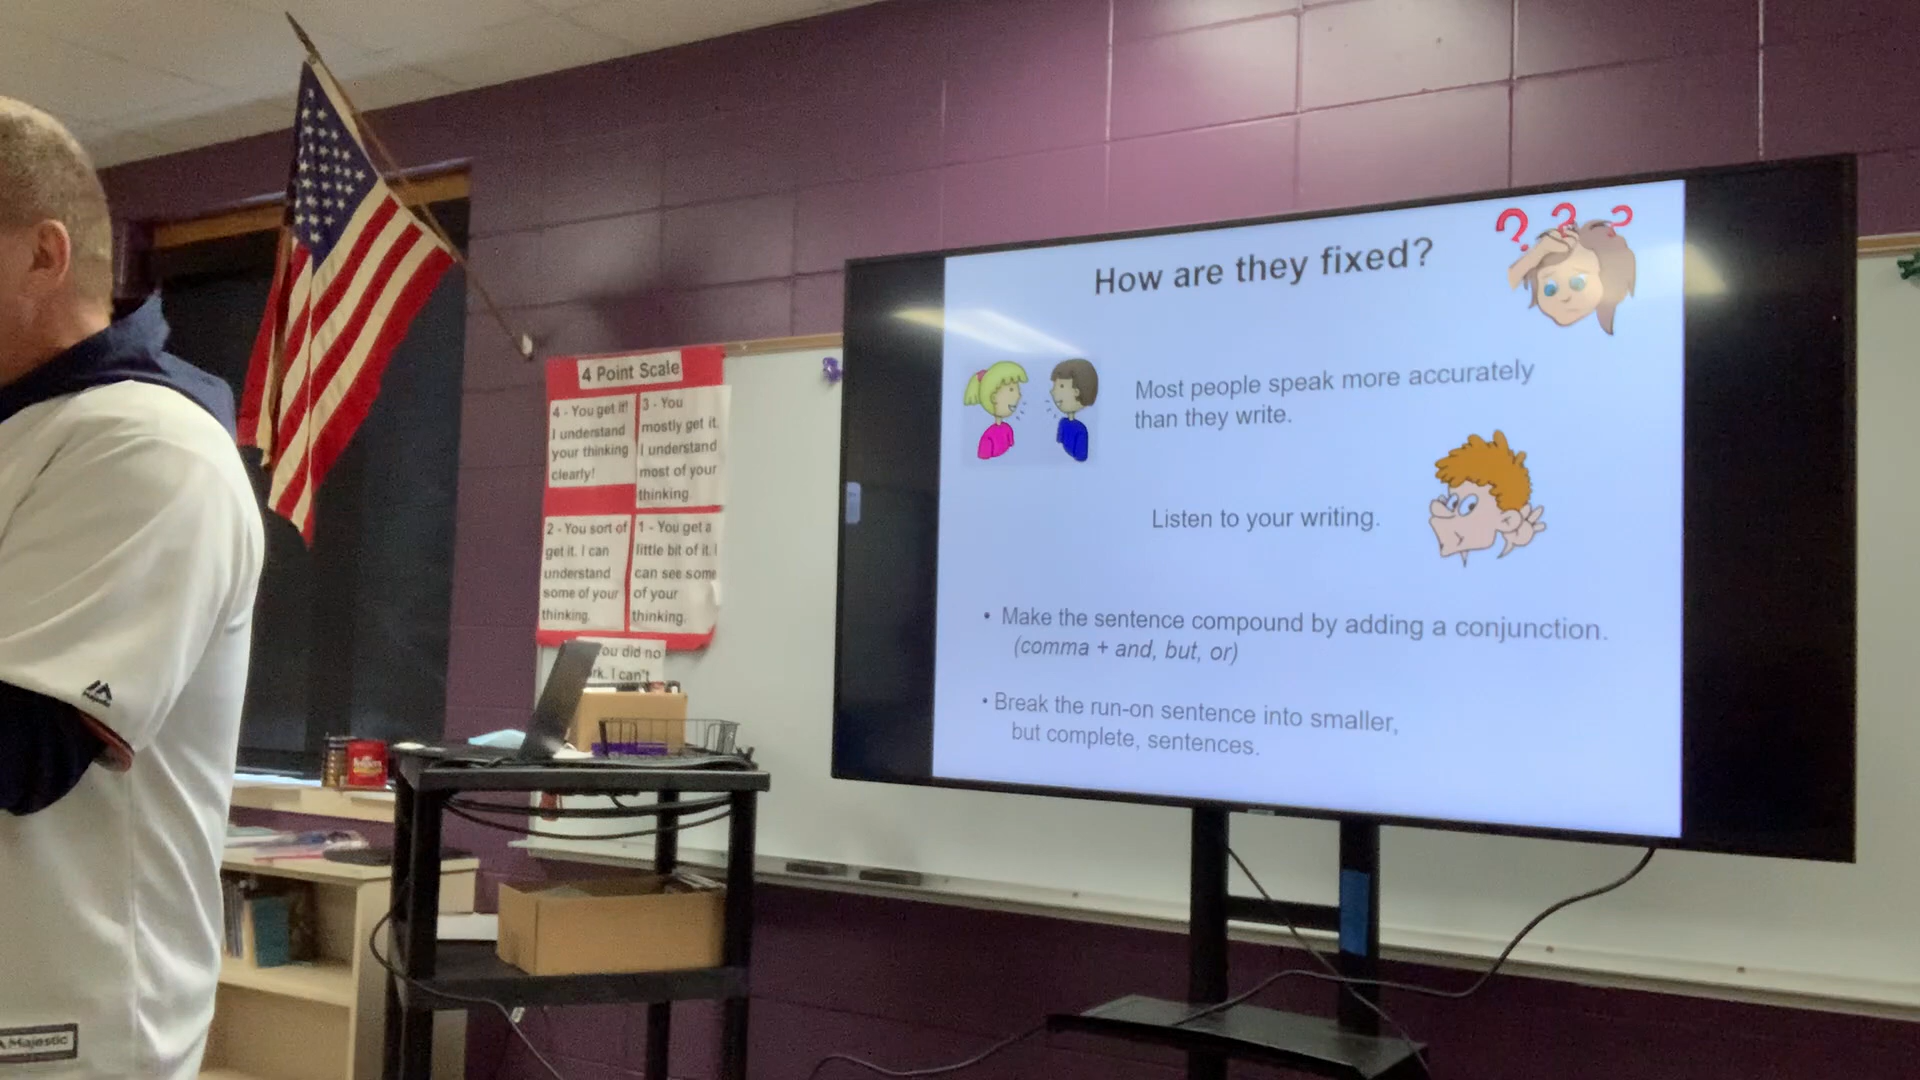 4 Point Scale
4 - You get it!
I understand
your thinking
clearly!
3 - You
mostly get it.
I understand
most of your
thinking.
2 - You sort of
get it. I can
understand
some of your
thinking.
1 - You get a
little bit of it. I
can see some
of your
thinking.
You did no
I can't
How are they fixed?
???
Most people speak more accurately
than they write.
Listen to your writing.
• Make the sentence compound by adding a conjunction.
(comma + and, but, or)
• Break the run-on sentence into smaller,
but complete, sentences.
Majestic